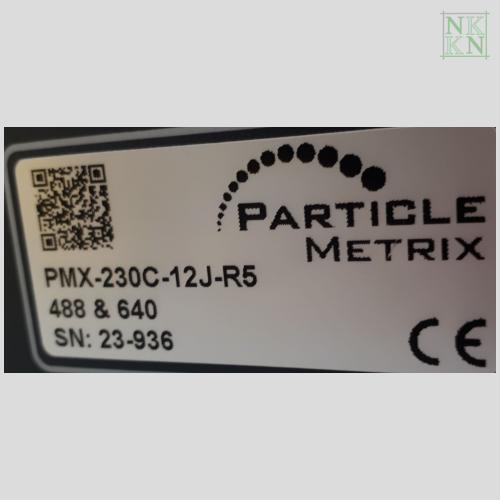 NK
KN
PARTICLE
METRIX
PMX-230C-12J-R5
488 & 640
SN: 23-936
CE